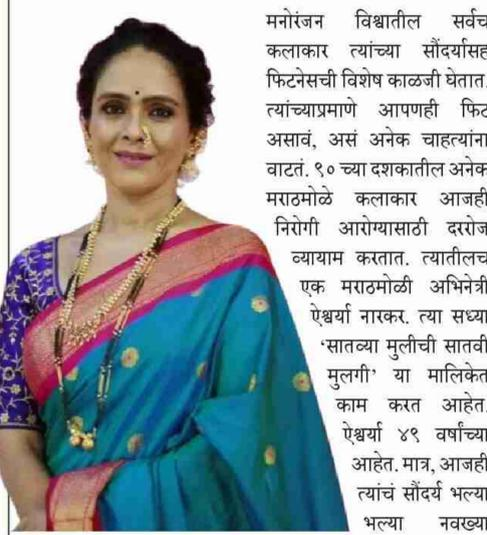 मनोरंजन विश्वातील सर्वच
कलाकार त्यांच्या सौंदर्यासह
फिटनेसची विशेष काळजी घेतात.
त्यांच्याप्रमाणे आपणही फिट
असावं, असं अनेक चाहत्यांना
वाटतं. ९० च्या दशकातील अनेक
मराठमोळे कलाकार आजही
निरोगी आरोग्यासाठी दररोज
व्यायाम करतात. त्यातीलच
एक मराठमोळी अभिनेत्री
ऐश्वर्या नारकर. त्या सध्या
'सातव्या मुलीची सातवी
मुलगी' या मालिकेत
काम करत आहेत.
ऐश्वर्या ४९ वर्षांच्या
आहेत. मात्र, आजही
त्यांचं सौंदर्य भल्या
भल्या नवख्या